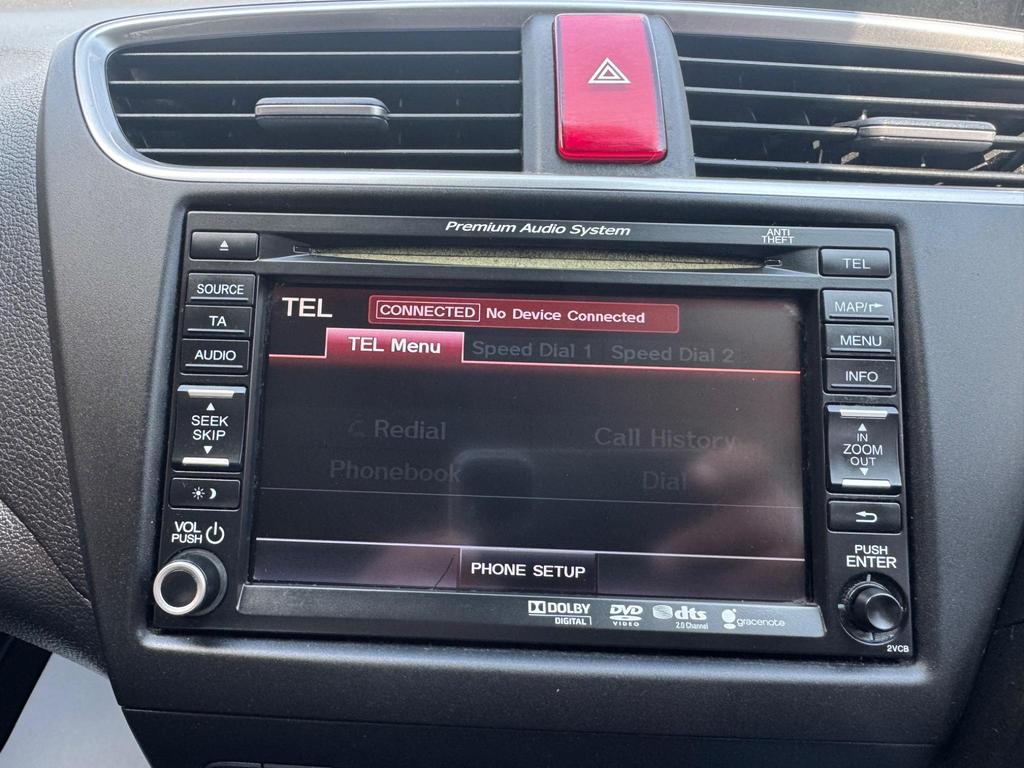 Premium Audio System
ANTI
THEFT
SOURCE
TA
AUDIO
SEEK
SKIP
VOL
PUSH
TEL
CONNECTED No Device Connected
TEL Menu Speed Dial 1 Speed Dial 2
Redial Call History
Phonebook Dial
PHONE SETUP
TEL
MAP/
MENU
INFO
IN
ZOOM
OUT
PUSH
ENTER
DOLBY
DIGITAL
DVD
VIDEO
dts
2.0 Channel
gracenote
2VCB